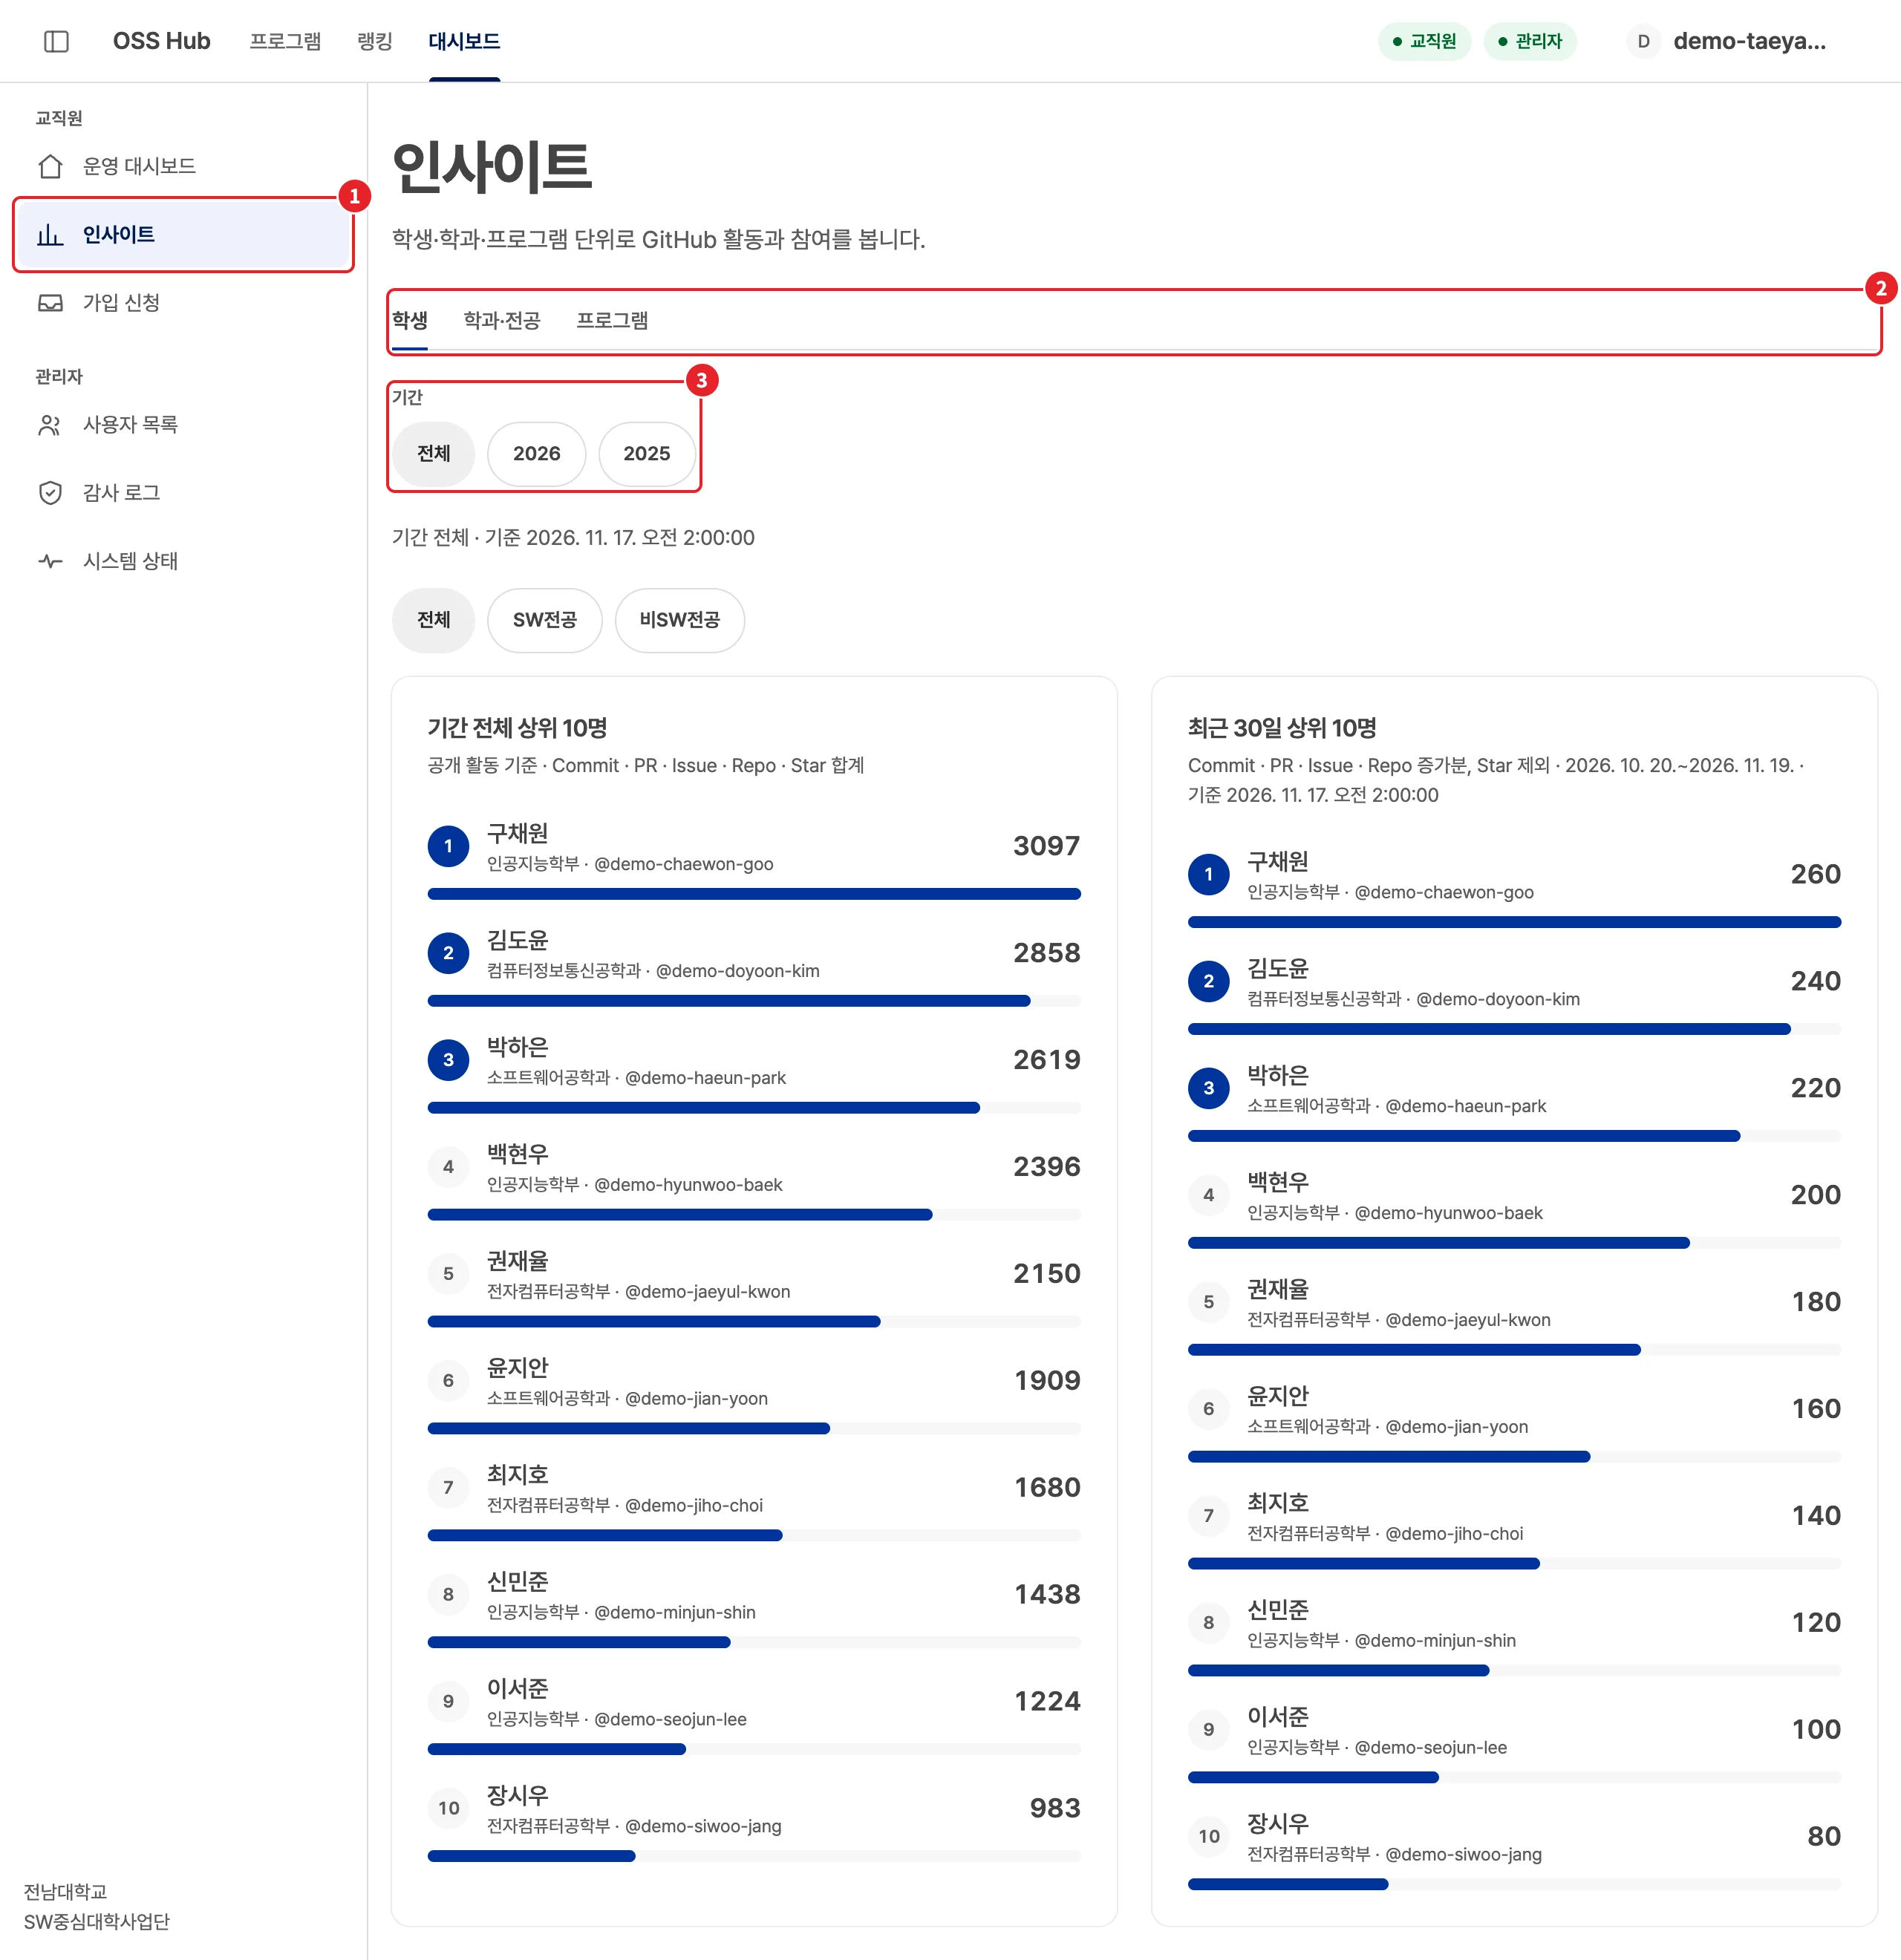 OSS Hub
프로그램
랭킹
대시보드
교직원
관리자
D
demo-taeya...
교직원
운영 대시보드
1
인사이트
가입 신청
관리자
사용자 목록
감사 로그
시스템 상태
전남대학교
SW중심대학사업단
인사이트
학생·학과·프로그램 단위로 GitHub 활동과 참여를 봅니다.
2
학생
학과·전공
프로그램
3
기간
전체
2026
2025
기간 전체 · 기준 2026. 11. 17. 오전 2:00:00
전체
SW전공
비SW전공
기간 전체 상위 10명
공개 활동 기준 · Commit · PR · Issue · Repo · Star 합계
1
구채원
인공지능학부 · @demo-chaewon-goo
3097
2
김도윤
컴퓨터정보통신공학과 · @demo-doyoon-kim
2858
3
박하은
소프트웨어공학과 · @demo-haeun-park
2619
4
백현우
인공지능학부 · @demo-hyunwoo-baek
2396
5
권재율
전자컴퓨터공학부 · @demo-jaeyul-kwon
2150
6
윤지안
소프트웨어공학과 · @demo-jian-yoon
1909
7
최지호
전자컴퓨터공학부 · @demo-jiho-choi
1680
8
신민준
인공지능학부 · @demo-minjun-shin
1438
9
이서준
인공지능학부 · @demo-seojun-lee
1224
10
장시우
전자컴퓨터공학부 · @demo-siwoo-jang
983
최근 30일 상위 10명
Commit · PR · Issue · Repo 증가분, Star 제외 · 2026. 10. 20.~2026. 11. 19. ·
기준 2026. 11. 17. 오전 2:00:00
1
구채원
인공지능학부 · @demo-chaewon-goo
260
2
김도윤
컴퓨터정보통신공학과 · @demo-doyoon-kim
240
3
박하은
소프트웨어공학과 · @demo-haeun-park
220
4
백현우
인공지능학부 · @demo-hyunwoo-baek
200
5
권재율
전자컴퓨터공학부 · @demo-jaeyul-kwon
180
6
윤지안
소프트웨어공학과 · @demo-jian-yoon
160
7
최지호
전자컴퓨터공학부 · @demo-jiho-choi
140
8
신민준
인공지능학부 · @demo-minjun-shin
120
9
이서준
인공지능학부 · @demo-seojun-lee
100
10
장시우
전자컴퓨터공학부 · @demo-siwoo-jang
80